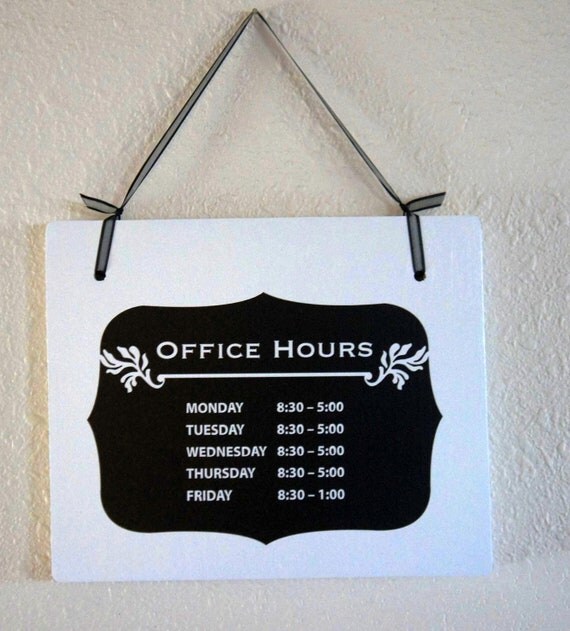 OFFICE HOURS
MONDAY 8:30 – 5:00
TUESDAY 8:30 – 5:00
WEDNESDAY 8:30 – 5:00
THURSDAY 8:30 – 5:00
FRIDAY 8:30 – 1:00